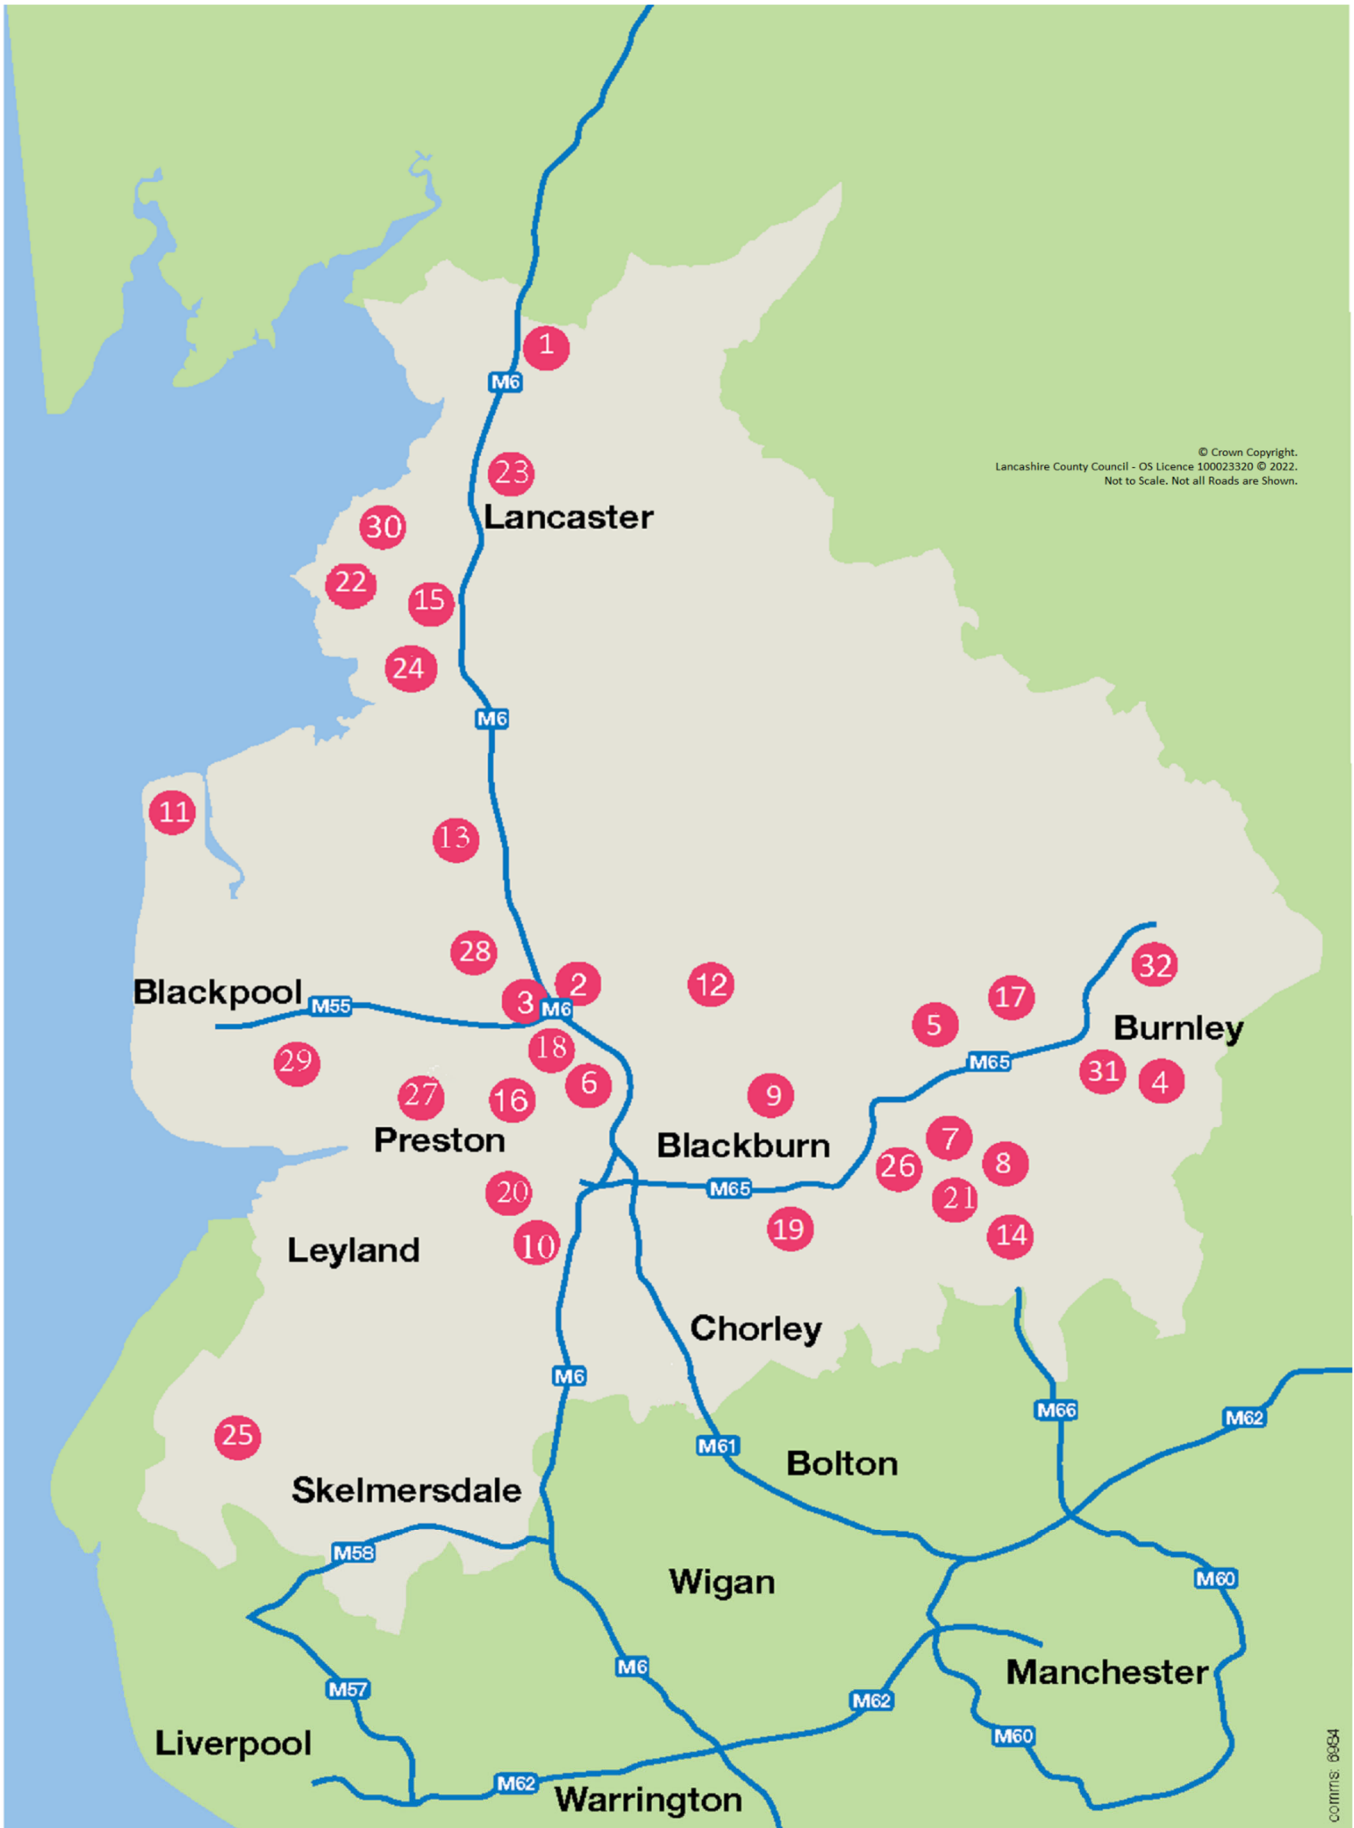 1
M6
© Crown Copyright.
Lancashire County Council - OS Licence 100023320 © 2022.
Not to Scale. Not all Roads are Shown.
23
Lancaster
30
22
15
24
M6
11
13
28
32
2
12
Blackpool
M55
3
M6
17
5
Burnley
18
M65
29
6
31
4
27
16
9
Preston
Blackburn
7
26
8
M65
20
21
19
14
10
Leyland
Chorley
M6
M66
M62
25
M61
Bolton
Skelmersdale
M58
Wigan
M60
M6
Manchester
M57
M62
Liverpool
M60
M62
Warrington
comms: 6984